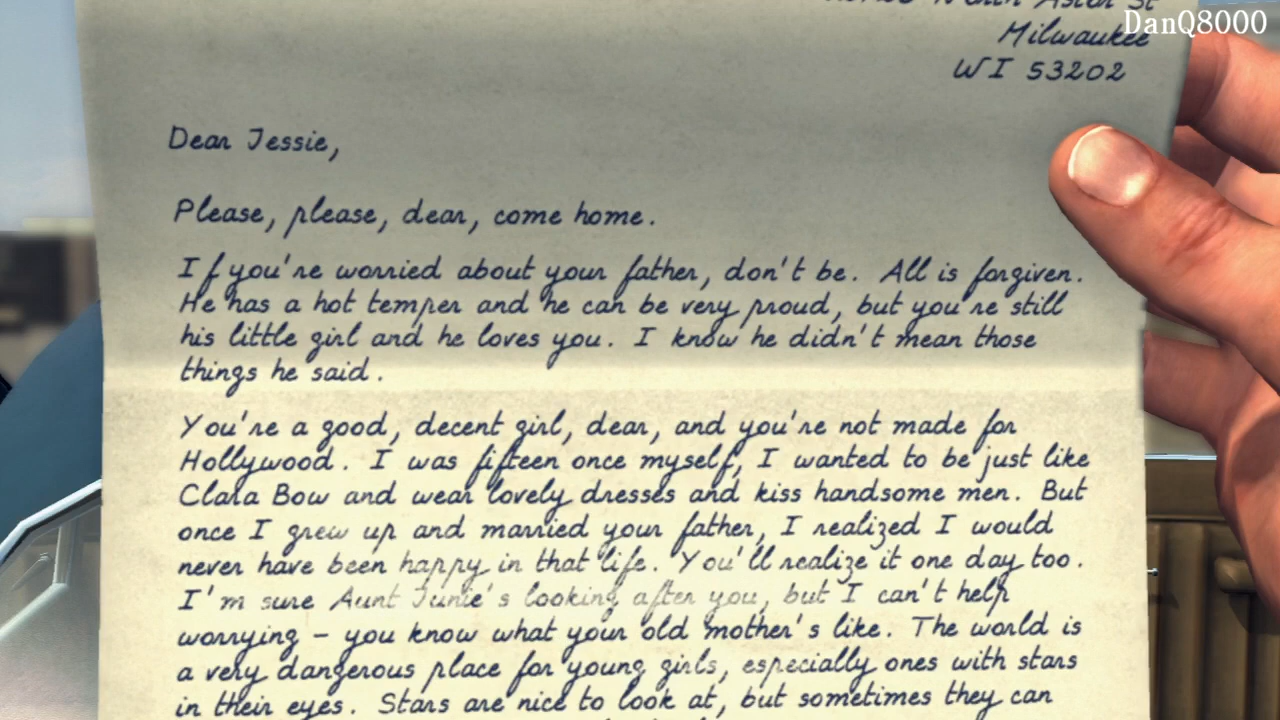 DanQ8000
St
Milwaukee
WI 53202
Dear Jessie,
Please, please, dear, come home.
If you're worried about your father, don't be. All is forgiven.
He has a hot temper and he can be very proud, but you're still
his little girl and he loves you. I know he didn't mean those
things he said.
You're a good, decent girl, dear, and you're not made for
Hollywood. I was fifteen once myself, I wanted to be just like
Clara Bow and wear lovely dresses and kiss handsome men. But
once I grew up and married your father, I realized I would
never have been happy in that life. You'll realize it one day too.
I'm sure Aunt Junie's looking after you, but I can't help
worrying – you know what your old mother's like. The world is
a very dangerous place for young girls, especially ones with stars
in their eyes. Stars are nice to look at, but sometimes they can